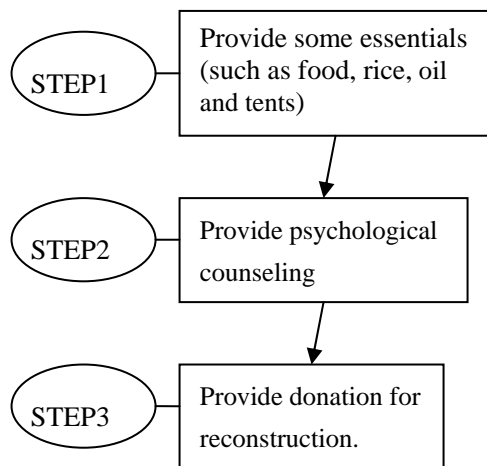 STEP1
Provide some essentials
(such as food, rice, oil
and tents)
STEP2
Provide psychological
counseling
STEP3
Provide donation for
reconstruction.